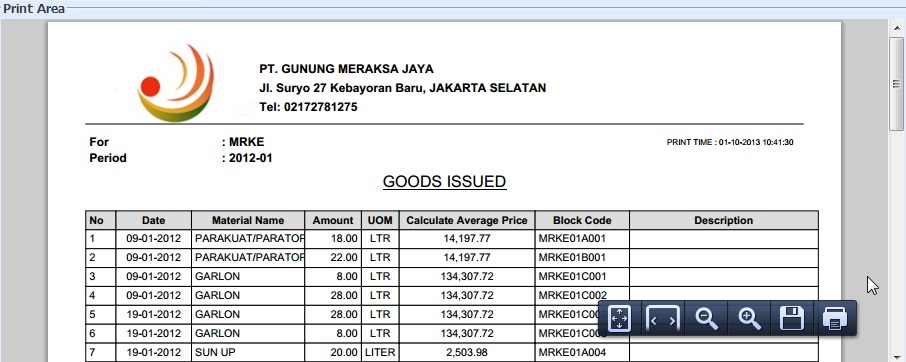 Print Area
PT. GUNUNG MERAKSA JAYA
Jl. Suryo 27 Kebayoran Baru, JAKARTA SELATAN
Tel: 02172781275
For : MRKE
PRINT TIME : 01-10-2013 10:41:30
Period : 2012-01
GOODS ISSUED
No Date Material Name Amount UOM Calculate Average Price Block Code Description
1 09-01-2012 PARAKUAT/PARATOP 18.00 LTR 14,197.77 MRKE01A001
2 09-01-2012 PARAKUAT/PARATOP 22.00 LTR 14,197.77 MRKE01B001
3 09-01-2012 GARLON 8.00 LTR 134,307.72 MRKE01C001
4 09-01-2012 GARLON 28.00 LTR 134,307.72 MRKE01C002
5 19-01-2012 GARLON 28.00 LTR 134,307.72
6 19-01-2012 GARLON 8.00 LTR 134,307.72
7 19-01-2012 SUN UP 20.00 LITER 2,503.98 MRKE01A004